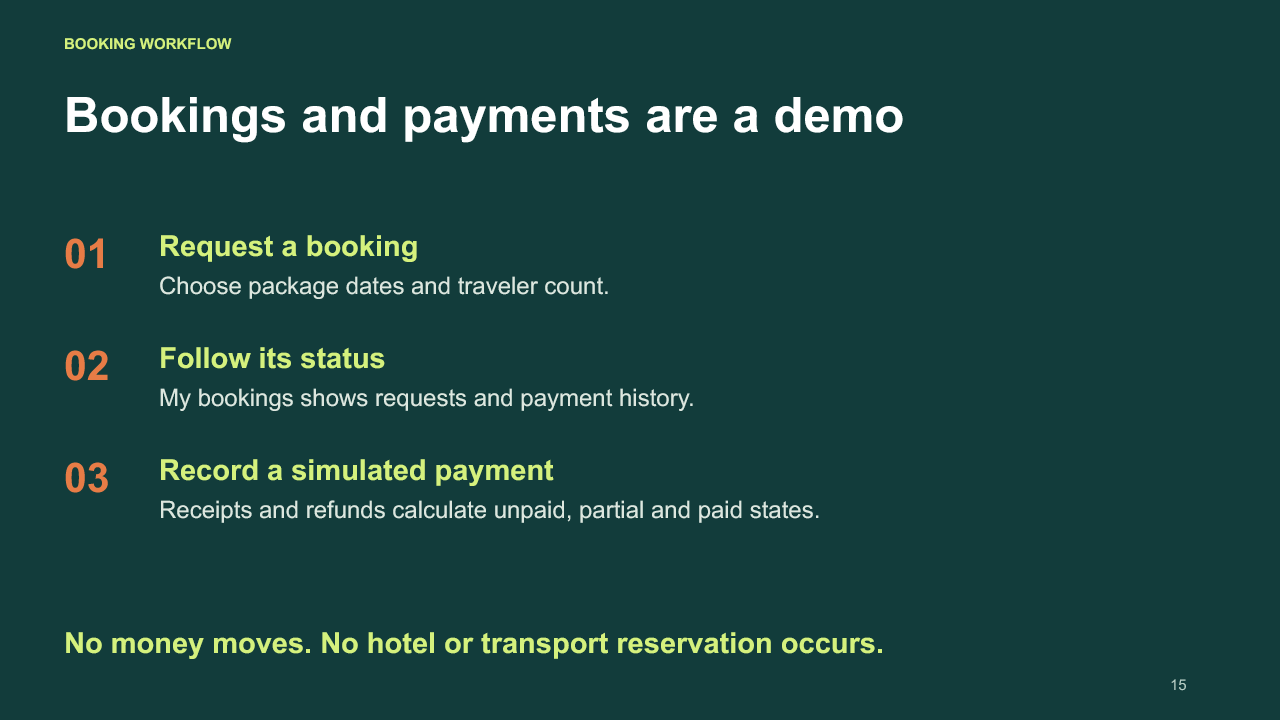 BOOKING WORKFLOW
Bookings and payments are a demo
01
Request a booking
Choose package dates and traveler count.
02
Follow its status
My bookings shows requests and payment history.
03
Record a simulated payment
Receipts and refunds calculate unpaid, partial and paid states.
No money moves. No hotel or transport reservation occurs.
15